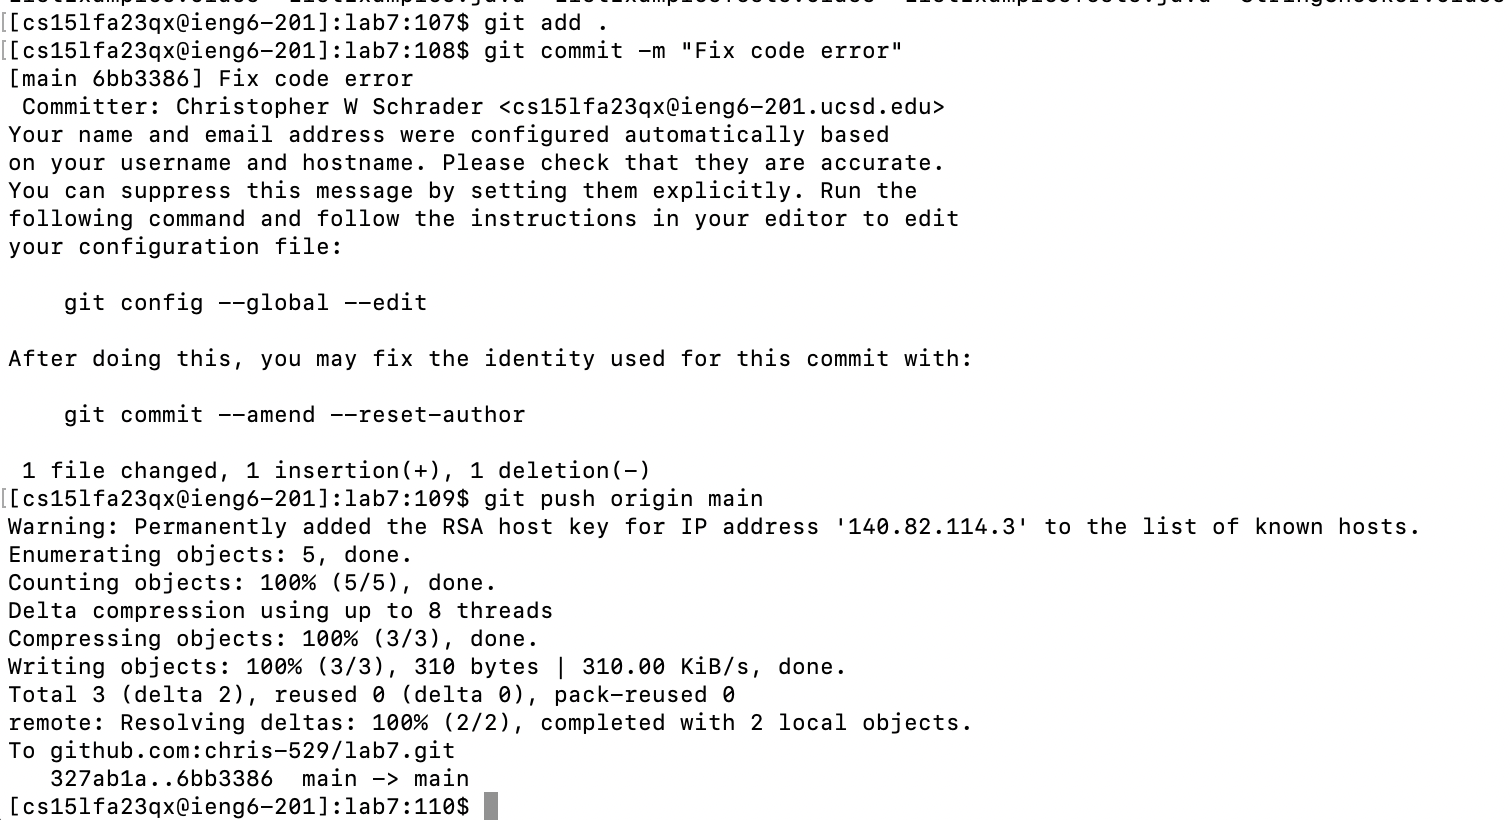 [[cs15lfa23qx@ieng6-201]:lab7:107$ git add .
[[cs15lfa23qx@ieng6-201]:lab7:108$ git commit -m "Fix code error"
[main 6bb3386] Fix code error
 Committer: Christopher W Schrader <cs15lfa23qx@ieng6-201.ucsd.edu>
Your name and email address were configured automatically based
on your username and hostname. Please check that they are accurate.
You can suppress this message by setting them explicitly. Run the
following command and follow the instructions in your editor to edit
your configuration file:

    git config --global --edit

After doing this, you may fix the identity used for this commit with:

    git commit --amend --reset-author

 1 file changed, 1 insertion(+), 1 deletion(-)
[[cs15lfa23qx@ieng6-201]:lab7:109$ git push origin main
Warning: Permanently added the RSA host key for IP address '140.82.114.3' to the list of known hosts.
Enumerating objects: 5, done.
Counting objects: 100% (5/5), done.
Delta compression using up to 8 threads
Compressing objects: 100% (3/3), done.
Writing objects: 100% (3/3), 310 bytes | 310.00 KiB/s, done.
Total 3 (delta 2), reused 0 (delta 0), pack-reused 0
remote: Resolving deltas: 100% (2/2), completed with 2 local objects.
To github.com:chris-529/lab7.git
   327ab1a..6bb3386  main -> main
[cs15lfa23qx@ieng6-201]:lab7:110$